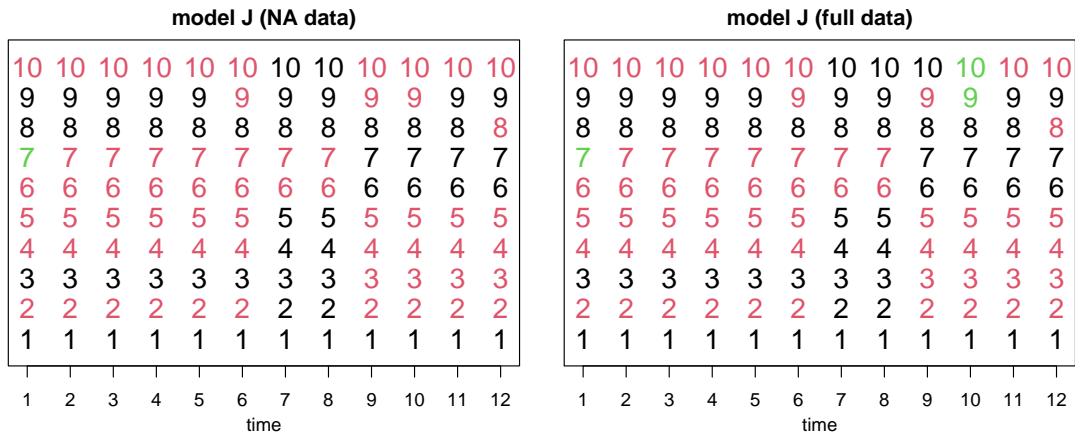 model J (NA data)
10 10 10 10 10 10 10 10 10 10 10 10
9 9 9 9 9 9 9 9 9 9 9 9
8 8 8 8 8 8 8 8 8 8 8 8
7 7 7 7 7 7 7 7 7 7 7 7
6 6 6 6 6 6 6 6 6 6 6 6
5 5 5 5 5 5 5 5 5 5 5 5
4 4 4 4 4 4 4 4 4 4 4 4
3 3 3 3 3 3 3 3 3 3 3 3
2 2 2 2 2 2 2 2 2 2 2 2
1 1 1 1 1 1 1 1 1 1 1 1
1 2 3 4 5 6 7 8 9 10 11 12
time
model J (full data)
10 10 10 10 10 10 10 10 10 10 10 10
9 9 9 9 9 9 9 9 9 9 9 9
8 8 8 8 8 8 8 8 8 8 8 8
7 7 7 7 7 7 7 7 7 7 7 7
6 6 6 6 6 6 6 6 6 6 6 6
5 5 5 5 5 5 5 5 5 5 5 5
4 4 4 4 4 4 4 4 4 4 4 4
3 3 3 3 3 3 3 3 3 3 3 3
2 2 2 2 2 2 2 2 2 2 2 2
1 1 1 1 1 1 1 1 1 1 1 1
1 2 3 4 5 6 7 8 9 10 11 12
time